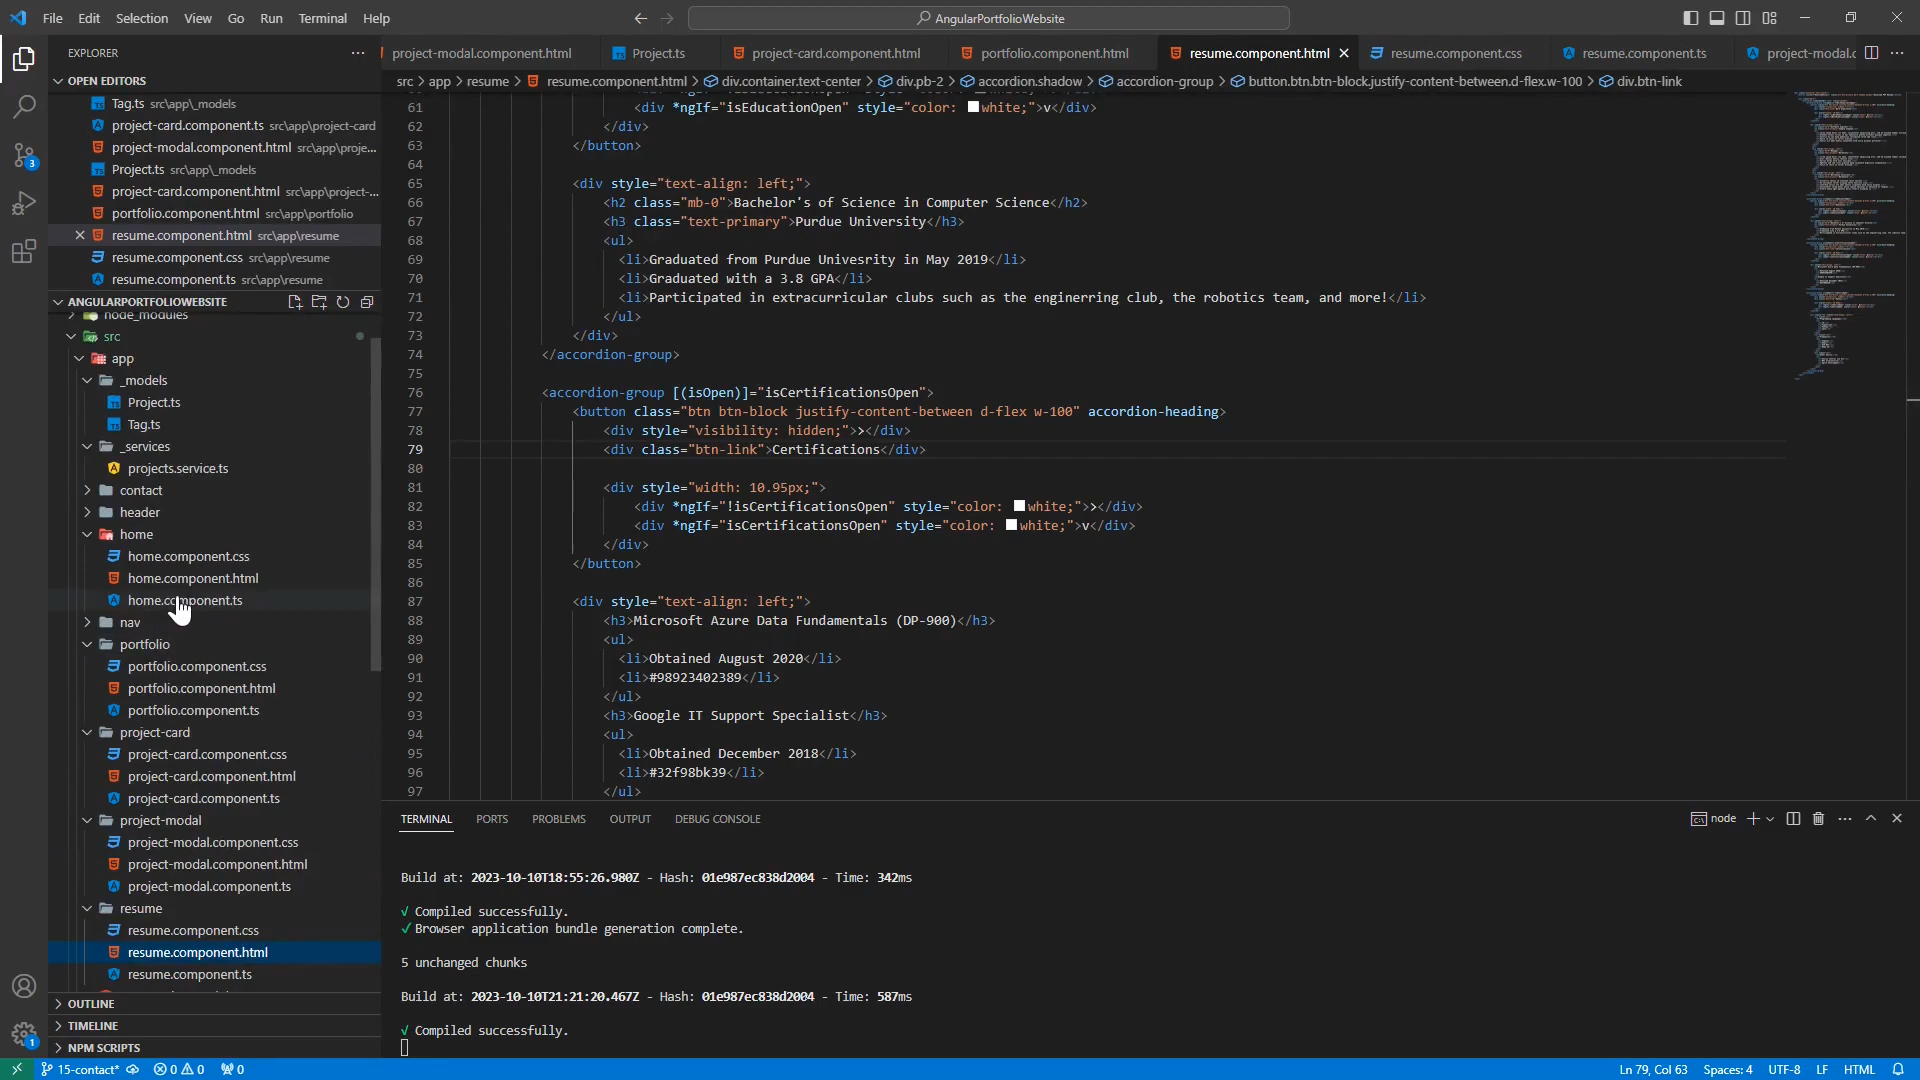 File Edit Selection View Go Run Terminal Help
AngularPortfolioWebsite
EXPLORER
OPEN EDITORS
Tag.ts src\app\_models
project-card.component.ts src\app\project-card
project-modal.component.html src\app\proje...
Project.ts src\app\_models
project-card.component.html src\app\project-...
portfolio.component.html src\app\portfolio
resume.component.html src\app\resume
resume.component.css src\app\resume
resume.component.ts src\app\resume
ANGULARPORTFOLIOWEBSITE
node_modules
src
app
_models
Project.ts
Tag.ts
_services
projects.service.ts
contact
header
home
home.component.css
home.component.html
home.component.ts
nav
portfolio
portfolio.component.css
portfolio.component.html
portfolio.component.ts
project-card
project-card.component.css
project-card.component.html
project-card.component.ts
project-modal
project-modal.component.css
project-modal.component.html
project-modal.component.ts
resume
resume.component.css
resume.component.html
resume.component.ts
OUTLINE
TIMELINE
NPM SCRIPTS
project-modal.component.html Project.ts project-card.component.html portfolio.component.html resume.component.html resume.component.css resume.component.ts project-modal.c
src > app > resume > resume.component.html > div.container.text-center > div.pb-2 > accordion.shadow > accordion-group > button.btn.btn-block.justify-content-between.d-flex.w-100 > div.btn-link
61 <div *ngIf="isEducationOpen" style="color: white;">v</div>
62 </div>
63 </button>
64
65 <div style="text-align: left;">
66 <h2 class="mb-0">Bachelor's of Science in Computer Science</h2>
67 <h3 class="text-primary">Purdue University</h3>
68 <ul>
69 <li>Graduated from Purdue Univesrity in May 2019</li>
70 <li>Graduated with a 3.8 GPA</li>
71 <li>Participated in extracurricular clubs such as the enginerring club, the robotics team, and more!</li>
72 </ul>
73 </div>
74 </accordion-group>
75
76 <accordion-group [(isOpen)]="isCertificationsOpen">
77 <button class="btn btn-block justify-content-between d-flex w-100" accordion-heading>
78 <div style="visibility: hidden;">></div>
79 <div class="btn-link">Certifications</div>
80
81 <div style="width: 10.95px;">
82 <div *ngIf="!isCertificationsOpen" style="color: white;">></div>
83 <div *ngIf="isCertificationsOpen" style="color: white;">v</div>
84 </div>
85 </button>
86
87 <div style="text-align: left;">
88 <h3>Microsoft Azure Data Fundamentals (DP-900)</h3>
89 <ul>
90 <li>Obtained August 2020</li>
91 <li>#98923402389</li>
92 </ul>
93 <h3>Google IT Support Specialist</h3>
94 <ul>
95 <li>Obtained December 2018</li>
96 <li>#32f98bk39</li>
97 </ul>
TERMINAL PORTS PROBLEMS OUTPUT DEBUG CONSOLE
node
Build at: 2023-10-10T18:55:26.980Z - Hash: 01e987ec838d2004 - Time: 342ms
√ Compiled successfully.
√ Browser application bundle generation complete.
5 unchanged chunks
Build at: 2023-10-10T21:21:20.467Z - Hash: 01e987ec838d2004 - Time: 587ms
√ Compiled successfully.
3
1
15-contact* 0 0 0
Ln 79, Col 63 Spaces: 4 UTF-8 LF HTML